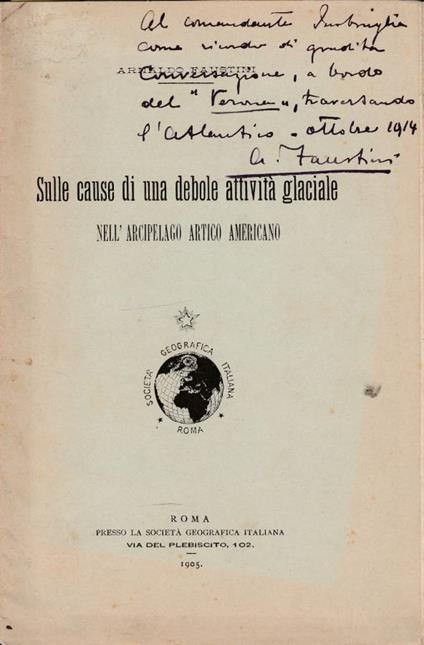 Al comandante
come ricordo di gradita
ARNALDO FAUSTINI
Conversazione, a bordo
del "Verona", traversando
l'Atlantico - ottobre 1914
A. Faustini
Sulle cause di una debole attività glaciale
NELL'ARCIPELAGO ARTICO AMERICANO
SOCIETÀ GEOGRAFICA ITALIANA
ROMA
ROMA
PRESSO LA SOCIETÀ GEOGRAFICA ITALIANA
VIA DEL PLEBISCITO, 102.
1905.